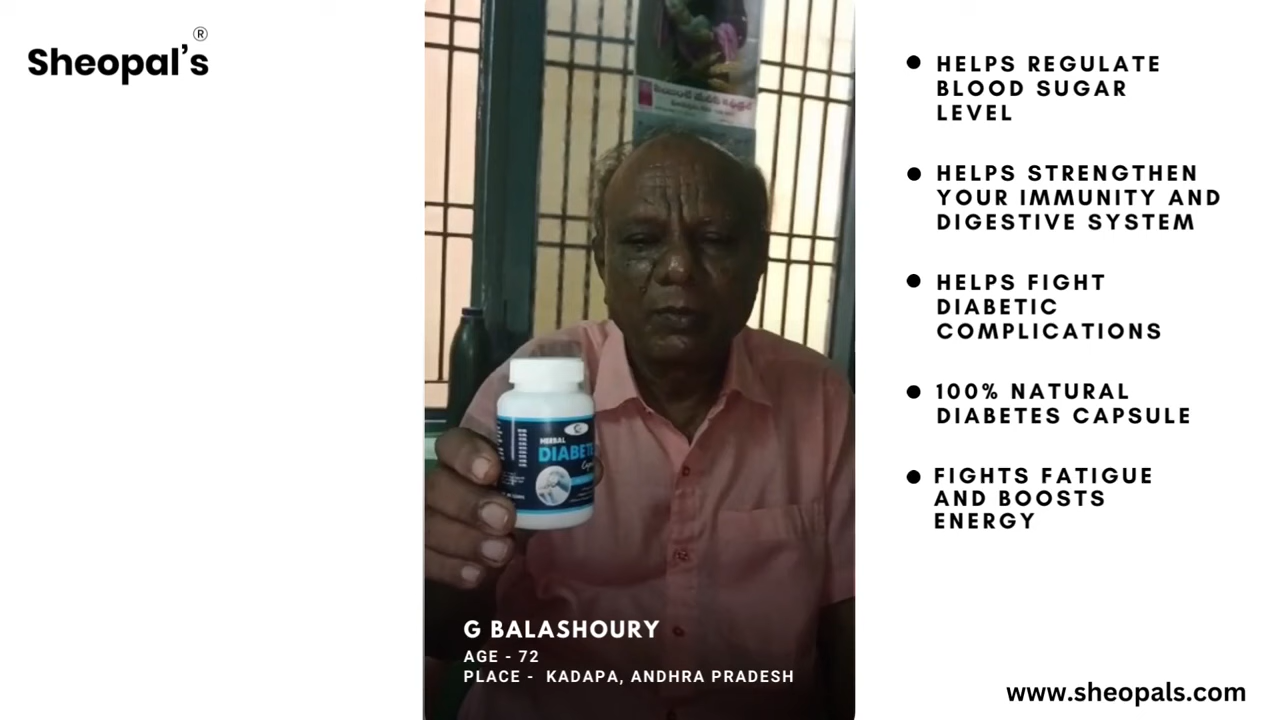 Sheopal's®
HERBAL
DIABETE
G BALASHOURY
AGE - 72
PLACE - KADAPA, ANDHRA PRADESH
HELPS REGULATE
BLOOD SUGAR
LEVEL
HELPS STRENGTHEN
YOUR IMMUNITY AND
DIGESTIVE SYSTEM
HELPS FIGHT
DIABETIC
COMPLICATIONS
100% NATURAL
DIABETES CAPSULE
FIGHTS FATIGUE
AND BOOSTS
ENERGY
www.sheopals.com